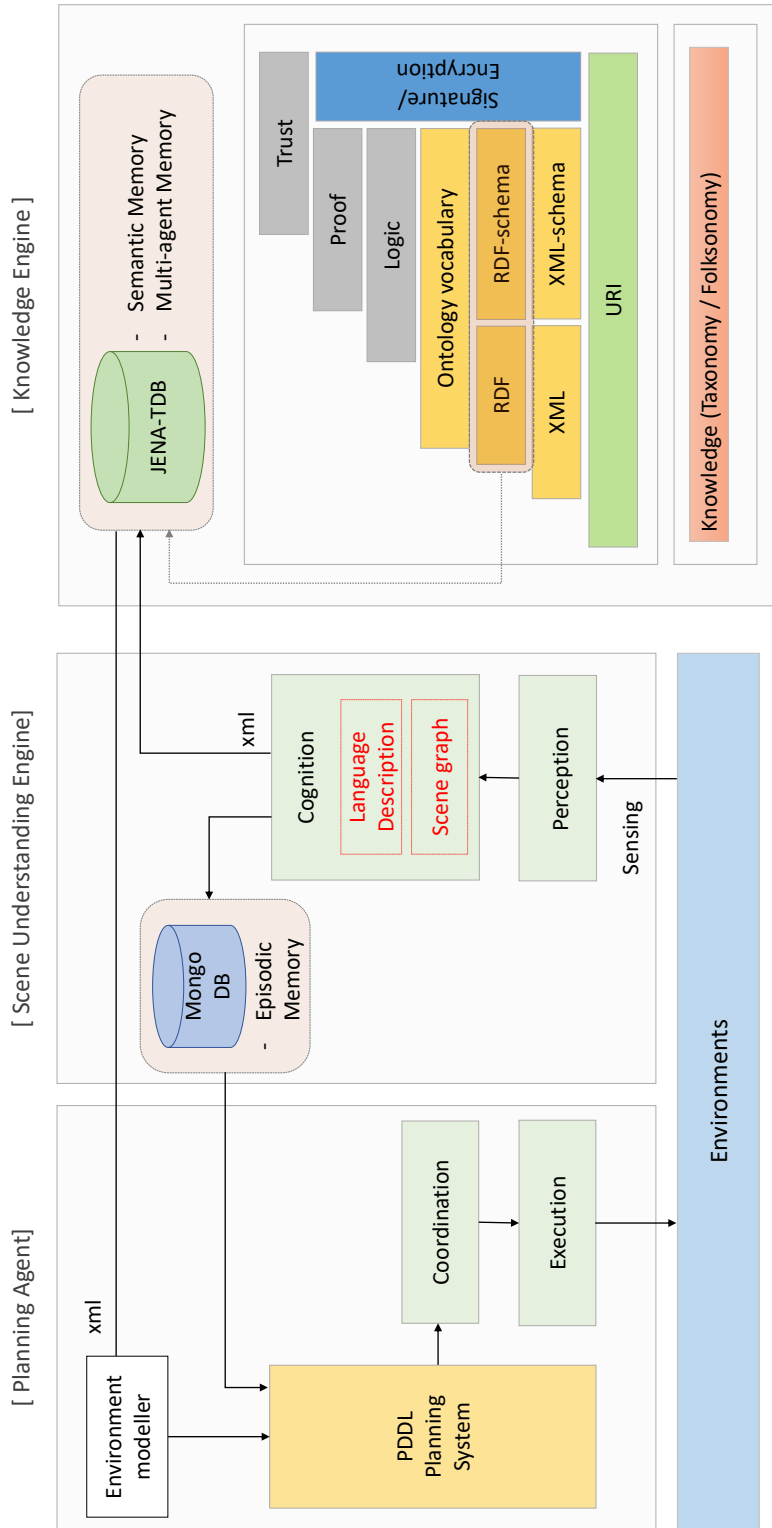 [ Planning Agent]
[ Scene Understanding Engine]
[ Knowledge Engine ]
Environment
modeller
xml
PDDL
Planning
System
Coordination
Execution
Mongo
DB
- Episodic
Memory
xml
Cognition
Language
Description
Scene graph
Perception
Sensing
Environments
JENA-TDB
- Semantic Memory
- Multi-agent Memory
Trust
Proof
Logic
Signature/
Encryption
Ontology vocabulary
RDF
RDF-schema
XML
XML-schema
URI
Knowledge (Taxonomy / Folksonomy)